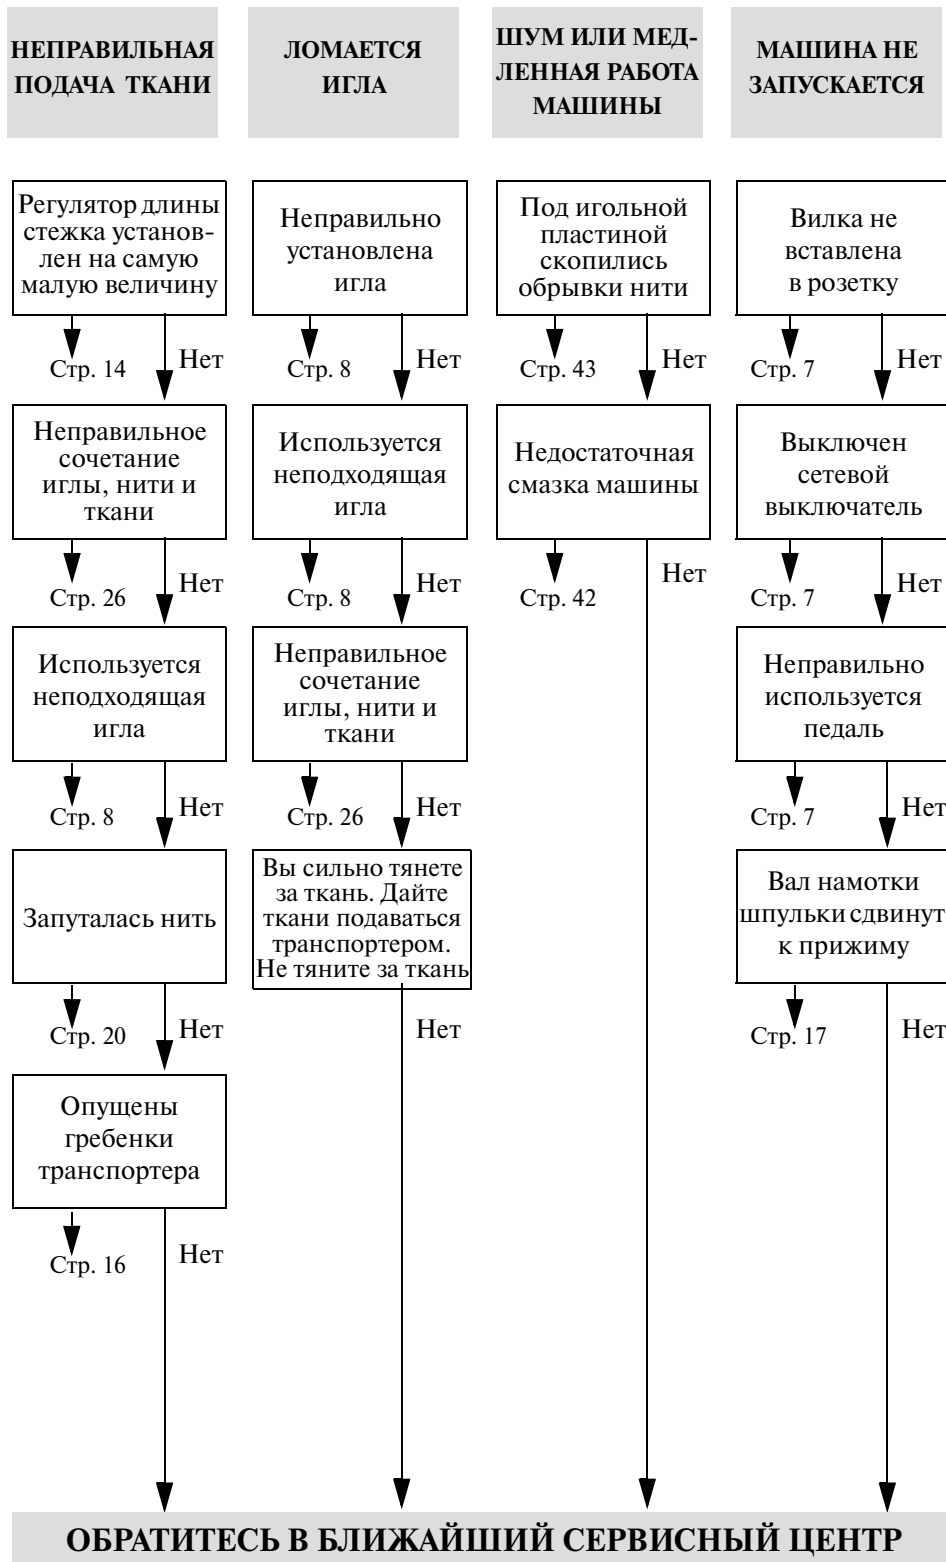 НЕПРАВИЛЬНАЯ
ПОДАЧА ТКАНИ
Регулятор длины
стежка установ-
лен на самую
малую величину
Стр. 14
Нет
Неправильное
сочетание
иглы, нити и
ткани
Стр. 26
Нет
Используется
неподходящая
игла
Стр. 8
Нет
Запуталась нить
Стр. 20
Нет
Опущены
гребенки
транспортера
Стр. 16
Нет
ЛОМАЕТСЯ
ИГЛА
Неправильно
установлена
игла
Стр. 8
Нет
Используется
неподходящая
игла
Стр. 8
Нет
Неправильное
сочетание
иглы, нити и
ткани
Стр. 26
Нет
Вы сильно тянете
за ткань. Дайте
ткани подаваться
транспортером.
Не тяните за ткань
Нет
ШУМ ИЛИ МЕД-
ЛЕННАЯ РАБОТА
МАШИНЫ
Под игольной
пластиной
скопились
обрывки нити
Стр. 43
Нет
Недостаточная
смазка машины
Стр. 42
Нет
МАШИНА НЕ
ЗАПУСКАЕТСЯ
Вилка не
вставлена
в розетку
Стр. 7
Нет
Выключен
сетевой
выключатель
Стр. 7
Нет
Неправильно
используется
педаль
Стр. 7
Нет
Вал намотки
шпульки сдвинут
к прижиму
Стр. 17
Нет
ОБРАТИТЕСЬ В БЛИЖАЙШИЙ СЕРВИСНЫЙ ЦЕНТР